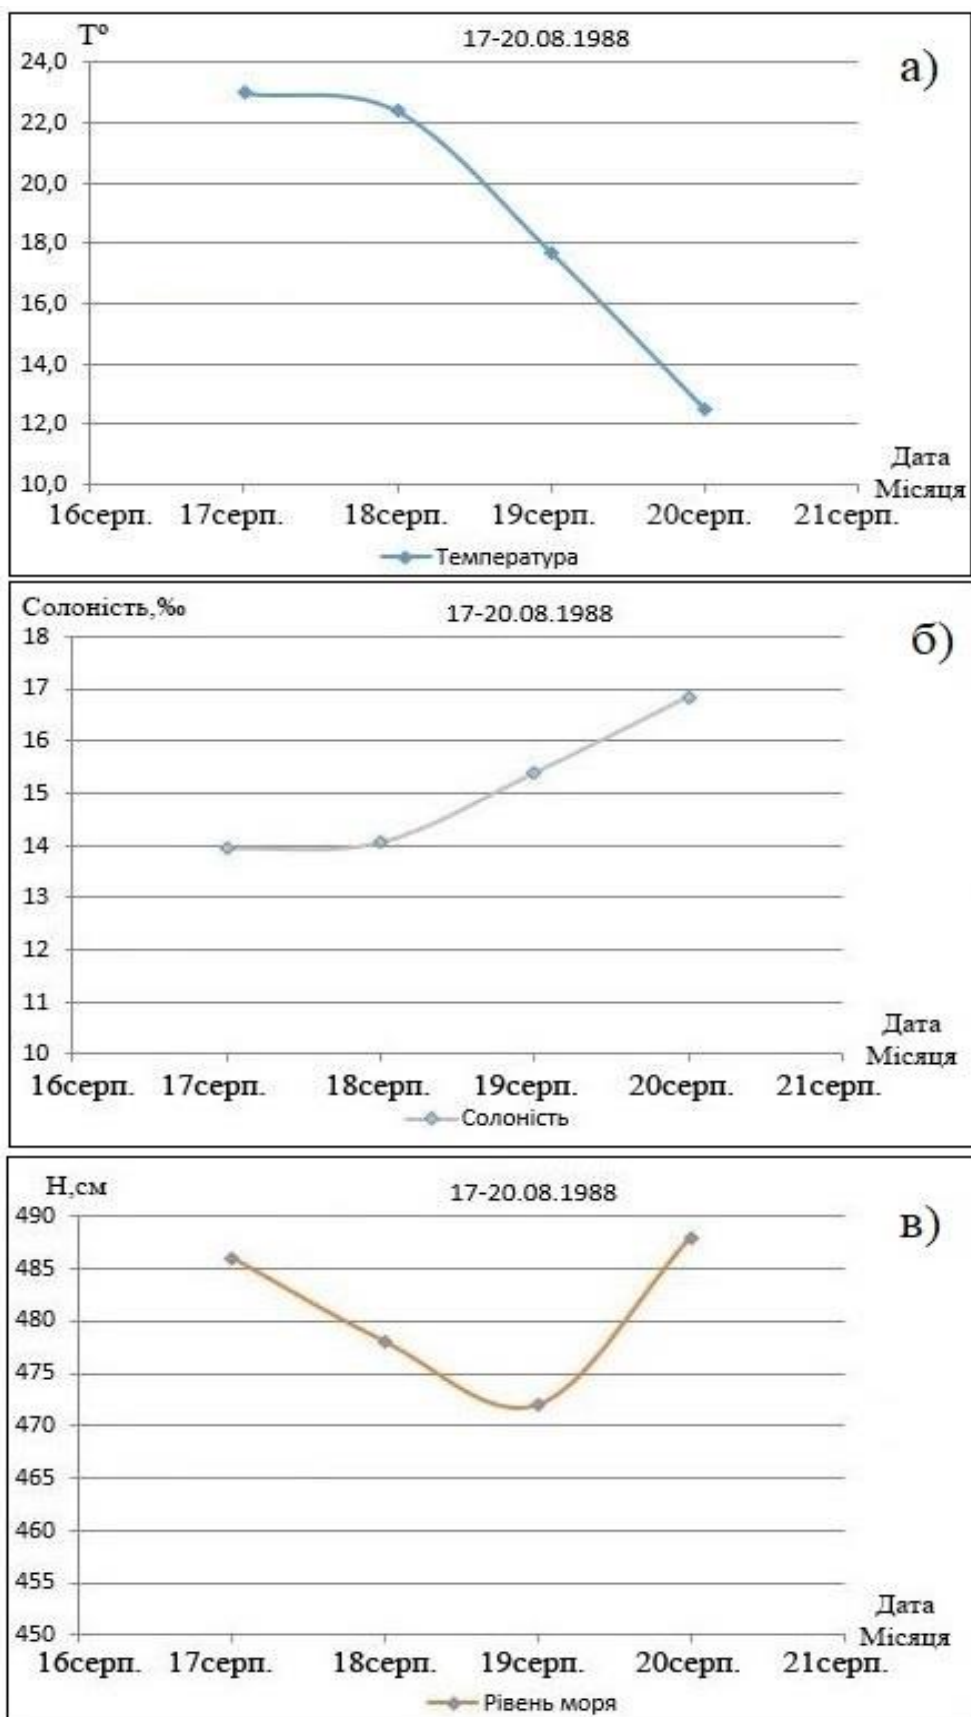 Tº
17-20.08.1988
а)
24,0
22,0
20,0
18,0
16,0
14,0
12,0
10,0
Дата
Місяця
16серп. 17серп. 18серп. 19серп. 20серп. 21серп.
Температура
Солоність,‰
17-20.08.1988
б)
18
17
16
15
14
13
12
11
10
Дата
Місяця
16серп. 17серп. 18серп. 19серп. 20серп. 21серп.
Солоність
Н,см
17-20.08.1988
в)
490
485
480
475
470
465
460
455
450
Дата
Місяця
16серп. 17серп. 18серп. 19серп. 20серп. 21серп.
Рівень моря